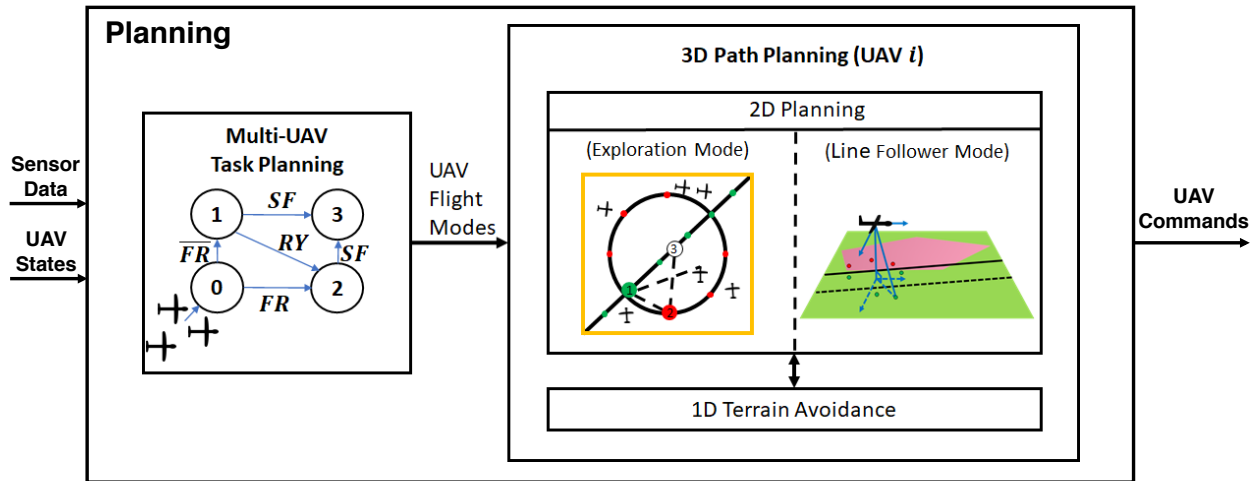 Planning
Sensor
Data
UAV
States
Multi-UAV
Task Planning
1
SF
3
FR
RY
SF
0
FR
2
UAV
Flight
Modes
3D Path Planning (UAV i)
2D Planning
(Exploration Mode)
(Line Follower Mode)
3
1
2
1D Terrain Avoidance
UAV
Commands